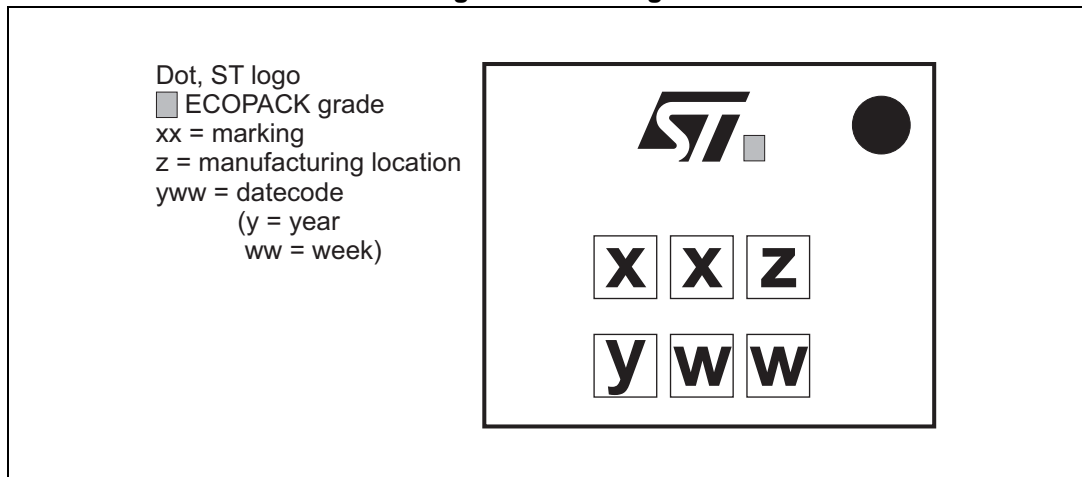 Dot, ST logo
ECOPACK grade
xx = marking
z = manufacturing location
yww = datecode
(y = year
ww = week)
ST
x x z
y w w